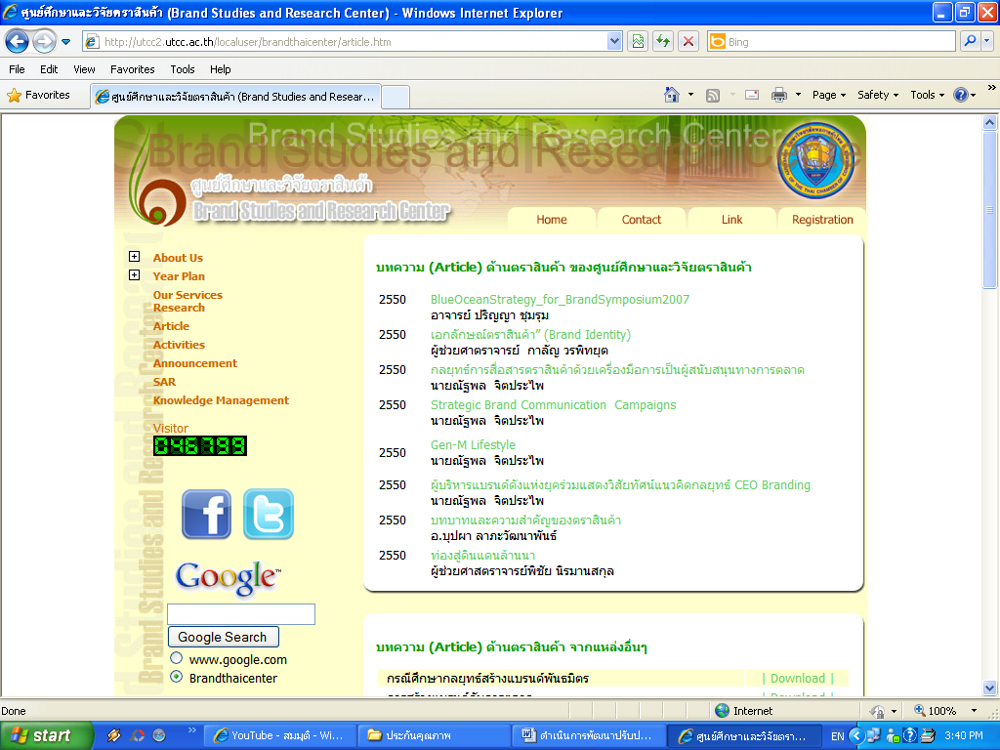 ศูนย์ศึกษาและวิจัยตราสินค้า (Brand Studies and Research Center) - Windows Internet Explorer
http://utcc2.utcc.ac.th/localuser/brandthaicenter/article.htm
Bing
File Edit View Favorites Tools Help
Favorites
ศูนย์ศึกษาและวิจัยตราสินค้า (Brand Studies and Resear...
Page Safety Tools
Brand Studies and Research Center
Brand Studies and Research Cente
ศูนย์ศึกษาและวิจัยตราสินค้า
Brand Studies and Research Center
Home Contact Link Registration
About Us
Year Plan
Our Services
Research
Article
Activities
Announcement
SAR
Knowledge Management
Visitor
046799
Google™
Google Search
www.google.com
Brandthaicenter
บทความ (Article) ด้านตราสินค้า ของศูนย์ศึกษาและวิจัยตราสินค้า
2550 BlueOceanStrategy_for_BrandSymposium2007
อาจารย์ ปริญญา ชุมรุม
2550 เอกลักษณ์ตราสินค้า" (Brand Identity)
ผู้ช่วยศาตราจารย์ กาลัญ วรพิทยุต
2550 กลยุทธ์การสื่อสารตราสินค้าด้วยเครื่องมือการเป็นผู้สนับสนุนทางการตลาด
นายณัฐพล จิตประไพ
2550 Strategic Brand Communication Campaigns
นายณัฐพล จิตประไพ
2550 Gen-M Lifestyle
นายณัฐพล จิตประไพ
2550 ผู้บริหารแบรนด์ดังแห่งยุคร่วมแสดงวิสัยทัศน์แนวคิดกลยุทธ์ CEO Branding
นายณัฐพล จิตประไพ
2550 บทบาทและความสำคัญของตราสินค้า
อ.บุปผา ลาภะวัฒนาพันธ์
2550 ท่องสู่ดินแดนล้านนา
ผู้ช่วยศาสตราจารย์พิชัย นิรมานสกุล
บทความ (Article) ด้านตราสินค้า จากแหล่งอื่นๆ
กรณีศึกษากลยุทธ์สร้างแบรนด์พันธมิตร | Download |
Done Internet 100%
start YouTube - สมมุติ - Wi... ประกันคุณภาพ ดำเนินการพัฒนาปรับป... ศูนย์ศึกษาและวิจัยตรา... EN 3:40 PM